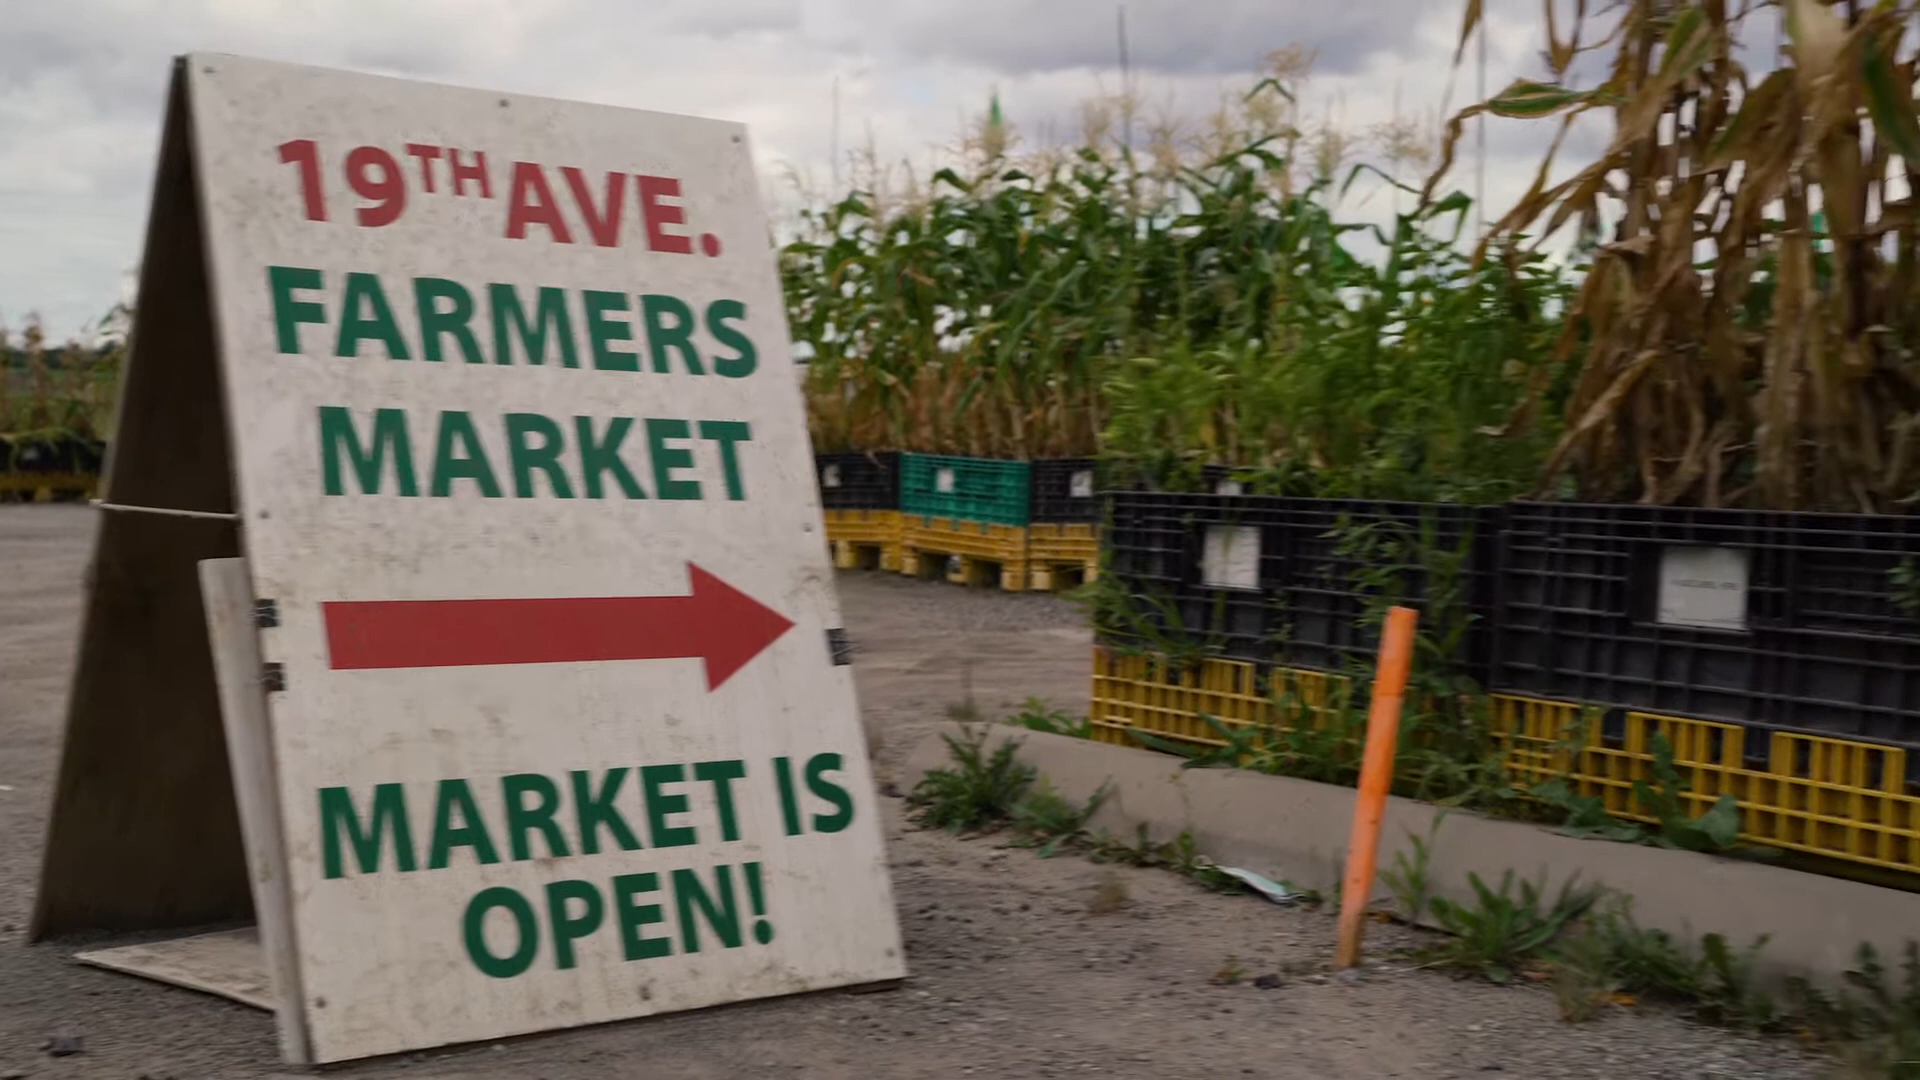 19TH AVE.
FARMERS
MARKET
MARKET IS
OPEN!